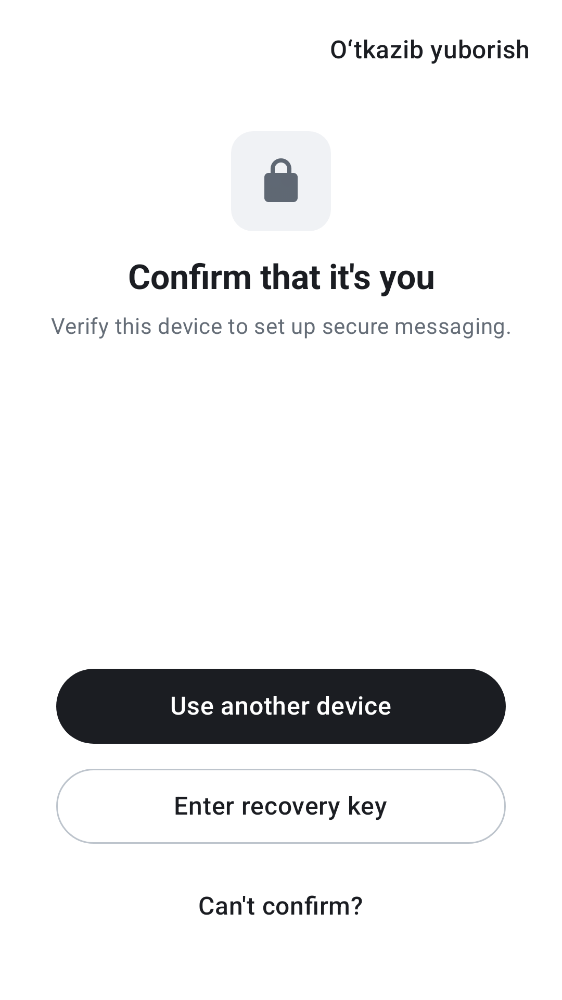 Oʻtkazib yuborish
Confirm that it's you
Verify this device to set up secure messaging.
Use another device
Enter recovery key
Can't confirm?